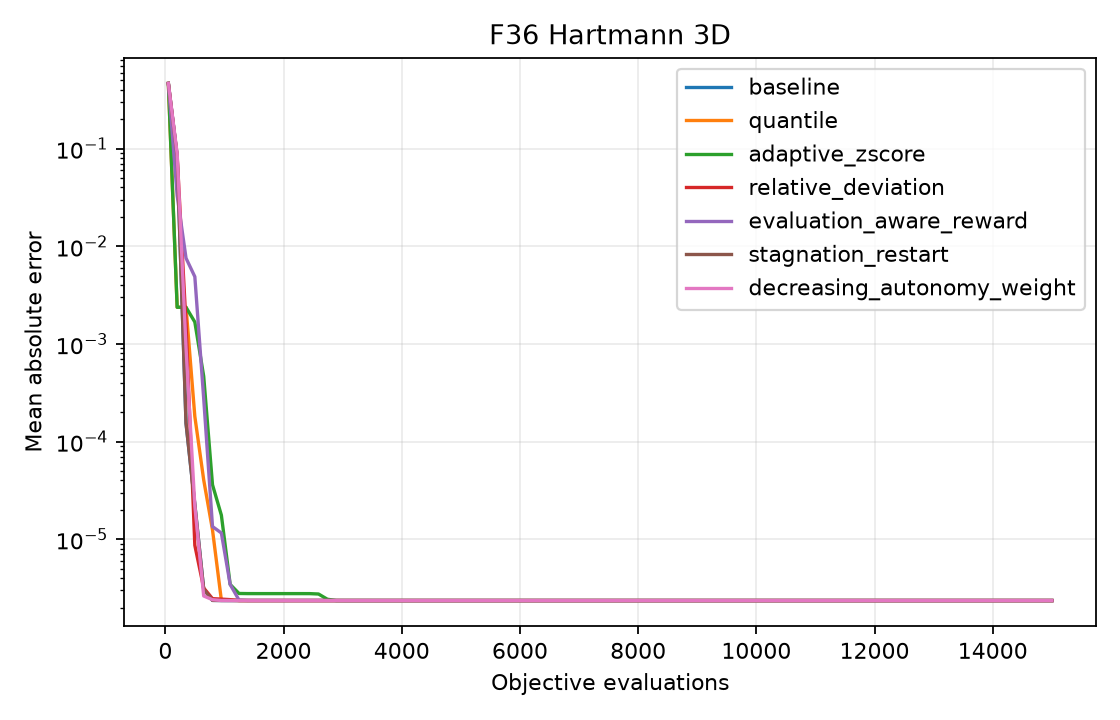 F36 Hartmann 3D
baseline
quantile
adaptive_zscore
relative_deviation
evaluation_aware_reward
stagnation_restart
decreasing_autonomy_weight
Mean absolute error
10⁻¹
10⁻²
10⁻³
10⁻⁴
10⁻⁵
0 2000 4000 6000 8000 10000 12000 14000
Objective evaluations